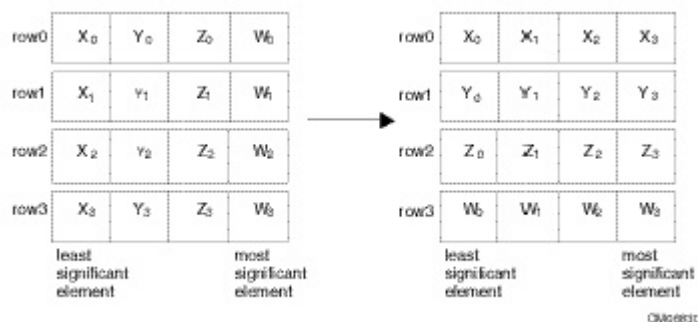 row0 X₀ Y₀ Z₀ W₀
row1 X₁ Y₁ Z₁ W₁
row2 X₂ Y₂ Z₂ W₂
row3 X₃ Y₃ Z₃ W₃
least significant element
most significant element
row0 X₀ X₁ X₂ X₃
row1 Y₀ Y₁ Y₂ Y₃
row2 Z₀ Z₁ Z₂ Z₃
row3 W₀ W₁ W₂ W₃
least significant element
most significant element